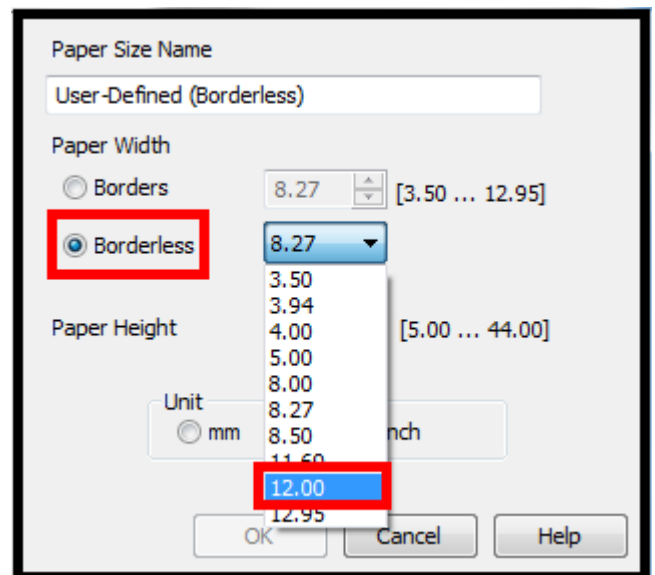 Paper Size Name
User-Defined (Borderless)
Paper Width
Borders 8.27 [3.50 ... 12.95]
Borderless 8.27
3.50
3.94
Paper Height 4.00 [5.00 ... 44.00]
5.00
8.00
Unit 8.27
mm 8.50 nch
12.00
12.95
OK Cancel Help